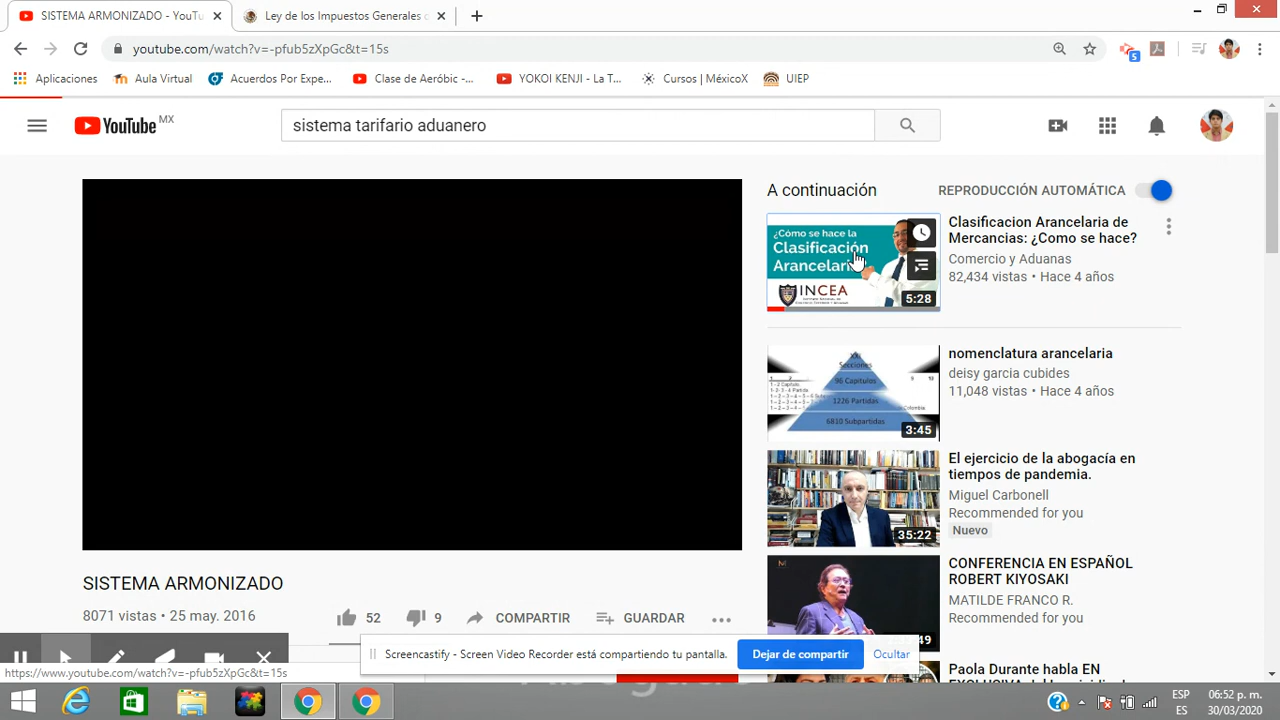 SISTEMA ARMONIZADO - YouTu
Ley de los Impuestos Generales
youtube.com/watch?v=-pfub5zXpGc&t=15s
5
Aplicaciones
Aula Virtual
Acuerdos Por Expe...
Clase de Aerób...
YOKOI KENJI - La T...
Cursos | MéxicoX
UIEP
YouTube MX
sistema tarifario aduanero
A continuación
REPRODUCCIÓN AUTOMÁTICA
¿Cómo se hace la
Clasificación
Arancelaria
INCEA
5:28
Clasificacion Arancelaria de
Mercancias: ¿Como se hace?
Comercio y Aduanas
82,434 vistas • Hace 4 años
Secciones
96 Capítulos
1226 Partidas
6810 Subpartidas
3:45
nomenclatura arancelaria
deisy garcia cubides
11,048 vistas • Hace 4 años
35:22
El ejercicio de la abogacía en
tiempos de pandemia.
Miguel Carbonell
Recommended for you
Nuevo
CONFERENCIA EN ESPAÑOL
ROBERT KIYOSAKI
MATILDE FRANCO R.
Recommended for you
Paola Durante habla EN
SISTEMA ARMONIZADO
8071 vistas • 25 may. 2016
52
9
COMPARTIR
GUARDAR
Screencastify - Screen Video Recorder está compartiendo tu pantalla.
Dejar de compartir
Ocultar
https://www.youtube.com/watch?v=-pfub5zXpGc&t=15s
ESP
ES
06:52 p. m.
30/03/2020